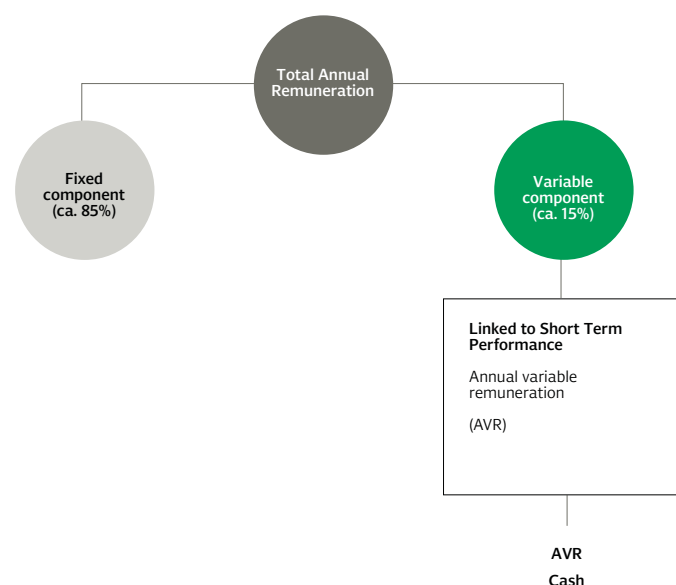 Total Annual
Remuneration
Fixed
component
(ca. 85%)
Variable
component
(ca. 15%)
Linked to Short Term
Performance
Annual variable
remuneration
(AVR)
AVR
Cash